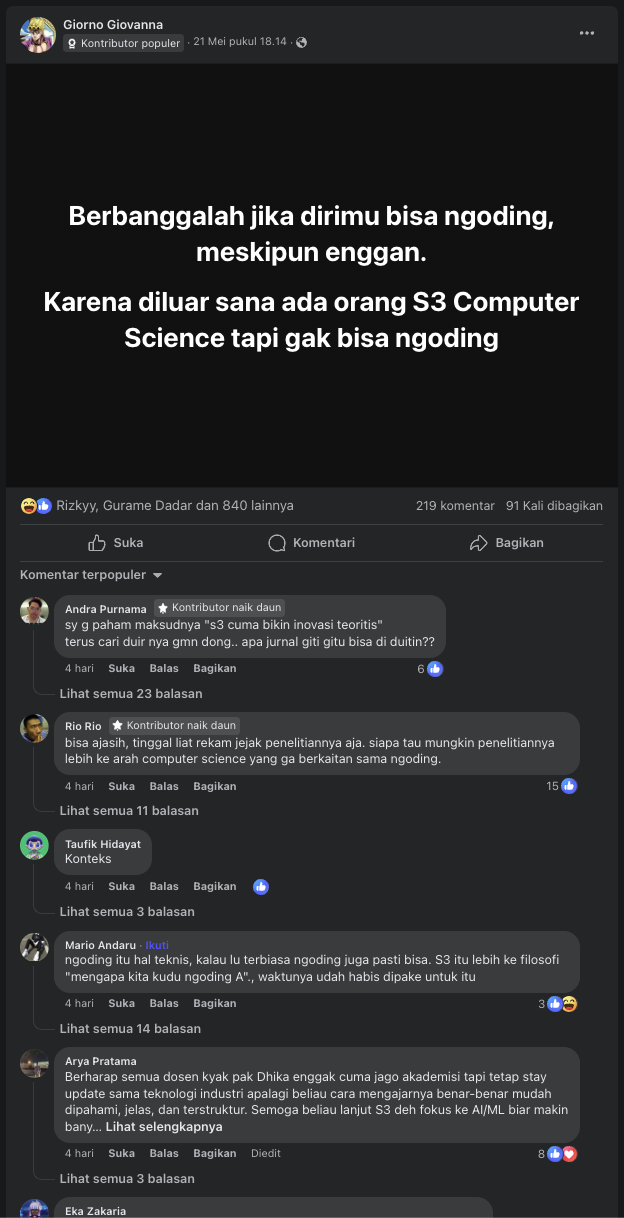 Giorno Giovanna
Kontributor populer · 21 Mei pukul 18.14 ·
Berbanggalah jika dirimu bisa ngoding,
meskipun enggan.
Karena diluar sana ada orang S3 Computer
Science tapi gak bisa ngoding
Rizkyy, Gurame Dadar dan 840 lainnya 219 komentar 91 Kali dibagikan
Suka Komentari Bagikan
Komentar terpopuler
Andra Purnama Kontributor naik daun
sy g paham maksudnya "s3 cuma bikin inovasi teoritis"
terus cari duir nya gmn dong.. apa jurnal giti gitu bisa di duitin??
4 hari Suka Balas Bagikan 6
Lihat semua 23 balasan
Rio Rio Kontributor naik daun
bisa ajasih, tinggal liat rekam jejak penelitiannya aja. siapa tau mungkin penelitiannya
lebih ke arah computer science yang ga berkaitan sama ngoding.
4 hari Suka Balas Bagikan 15
Lihat semua 11 balasan
Taufik Hidayat
Konteks
4 hari Suka Balas Bagikan
Lihat semua 3 balasan
Mario Andaru · Ikuti
ngoding itu hal teknis, kalau lu terbiasa ngoding juga pasti bisa. S3 itu lebih ke filosofi
"mengapa kita kudu ngoding A"., waktunya udah habis dipake untuk itu
4 hari Suka Balas Bagikan 3
Lihat semua 14 balasan
Arya Pratama
Berharap semua dosen kyak pak Dhika enggak cuma jago akademisi tapi tetap stay
update sama teknologi industri apalagi beliau cara mengajarnya benar-benar mudah
dipahami, jelas, dan terstruktur. Semoga beliau lanjut S3 deh fokus ke AI/ML biar makin
bany... Lihat selengkapnya
4 hari Suka Balas Bagikan Diedit 8
Lihat semua 3 balasan
Eka Zakaria